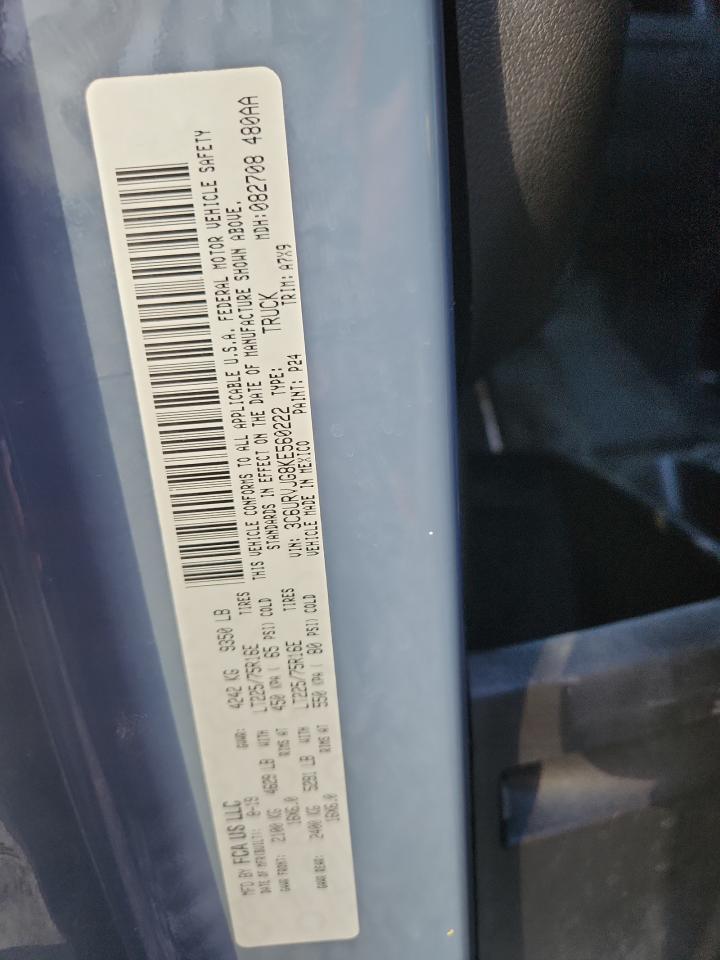 MFD BY FCA US LLC
DATE OF MFR(BUILT): 8-19 GVWR: 4242 KG 9350 LB
GAWR FRONT: 2100 KG 4629 LB WITH LT225/75R16E TIRES
16X6.0 RIMS AT 450 KPA ( 65 PSI) COLD
GAWR REAR: 2400 KG 5291 LB WITH LT225/75R16E TIRES
16X6.0 RIMS AT 550 KPA ( 80 PSI) COLD
THIS VEHICLE CONFORMS TO ALL APPLICABLE U.S.A. FEDERAL MOTOR VEHICLE SAFETY
STANDARDS IN EFFECT ON THE DATE OF MANUFACTURE SHOWN ABOVE.
MDH:082708 480AA
VIN: 3C6URVJG8KE560222 TYPE: TRUCK
VEHICLE MADE IN MEXICO PAINT: P24 TRIM: A7X9